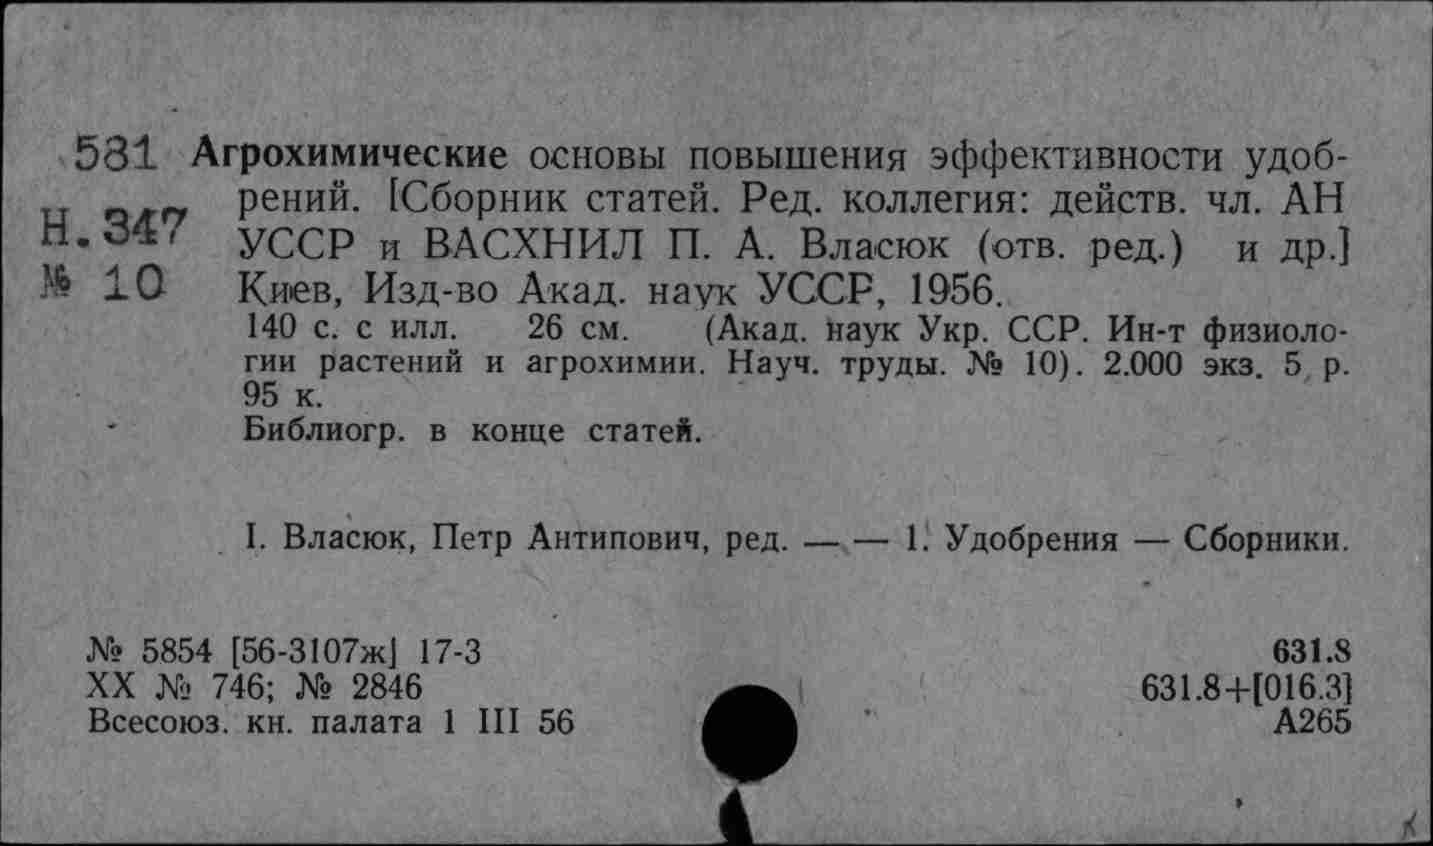 581 Агрохимические основы повышения эффективности удоб-
рений. [Сборник статей. Ред. коллегия: действ. чл. АН
Н.347 УССР и ВАСХНИЛ П. А. Власюк (отв. ред.) и др.]
№ 10 Киев, Изд-во Акад. наук УССР, 1956.
140 с. с илл. 26 см. (Акад. наук Укр. ССР. Ин-т физиоло-
гии растений и агрохимии. Науч. труды. № 10). 2.000 экз. 5 р.
95 к.
Библиогр. в конце статей.
I. Власюк, Петр Антипович, ред. — — 1. Удобрения — Сборники.
№ 5854 [56-3107ж] 17-3 631.8
XX № 746; № 2846 631.8+[016.3]
Всесоюз. кн. палата 1 III 56 А265